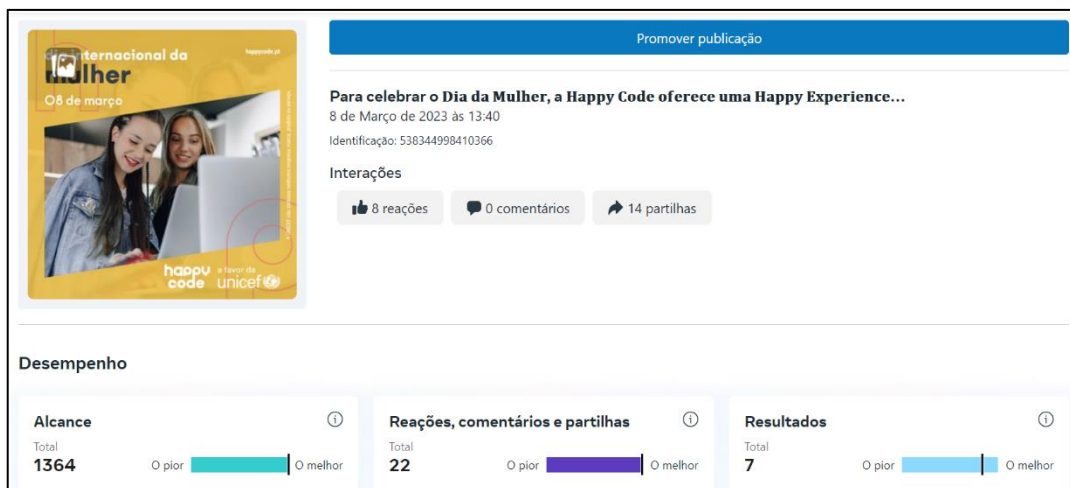 internacional da
mulher
08 de março
happycode.pt
happy code
a favor da
unicef
Promover publicação
Para celebrar o Dia da Mulher, a Happy Code oferece uma Happy Experience...
8 de Março de 2023 às 13:40
Identificação: 538344998410366
Interações
8 reações
0 comentários
14 partilhas
Desempenho
Alcance
Total
1364
O pior
O melhor
Reações, comentários e partilhas
Total
22
O pior
O melhor
Resultados
Total
7
O pior
O melhor